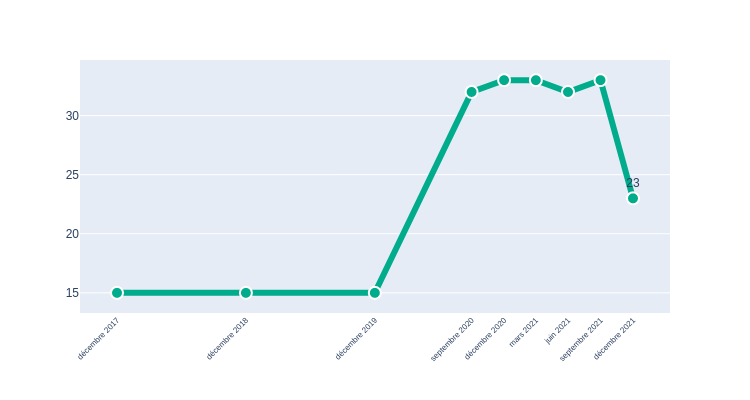 30
25
23
20
15
décembre 2017
décembre 2018
décembre 2019
septembre 2020
décembre 2020
mars 2021
juin 2021
septembre 2021
décembre 2021